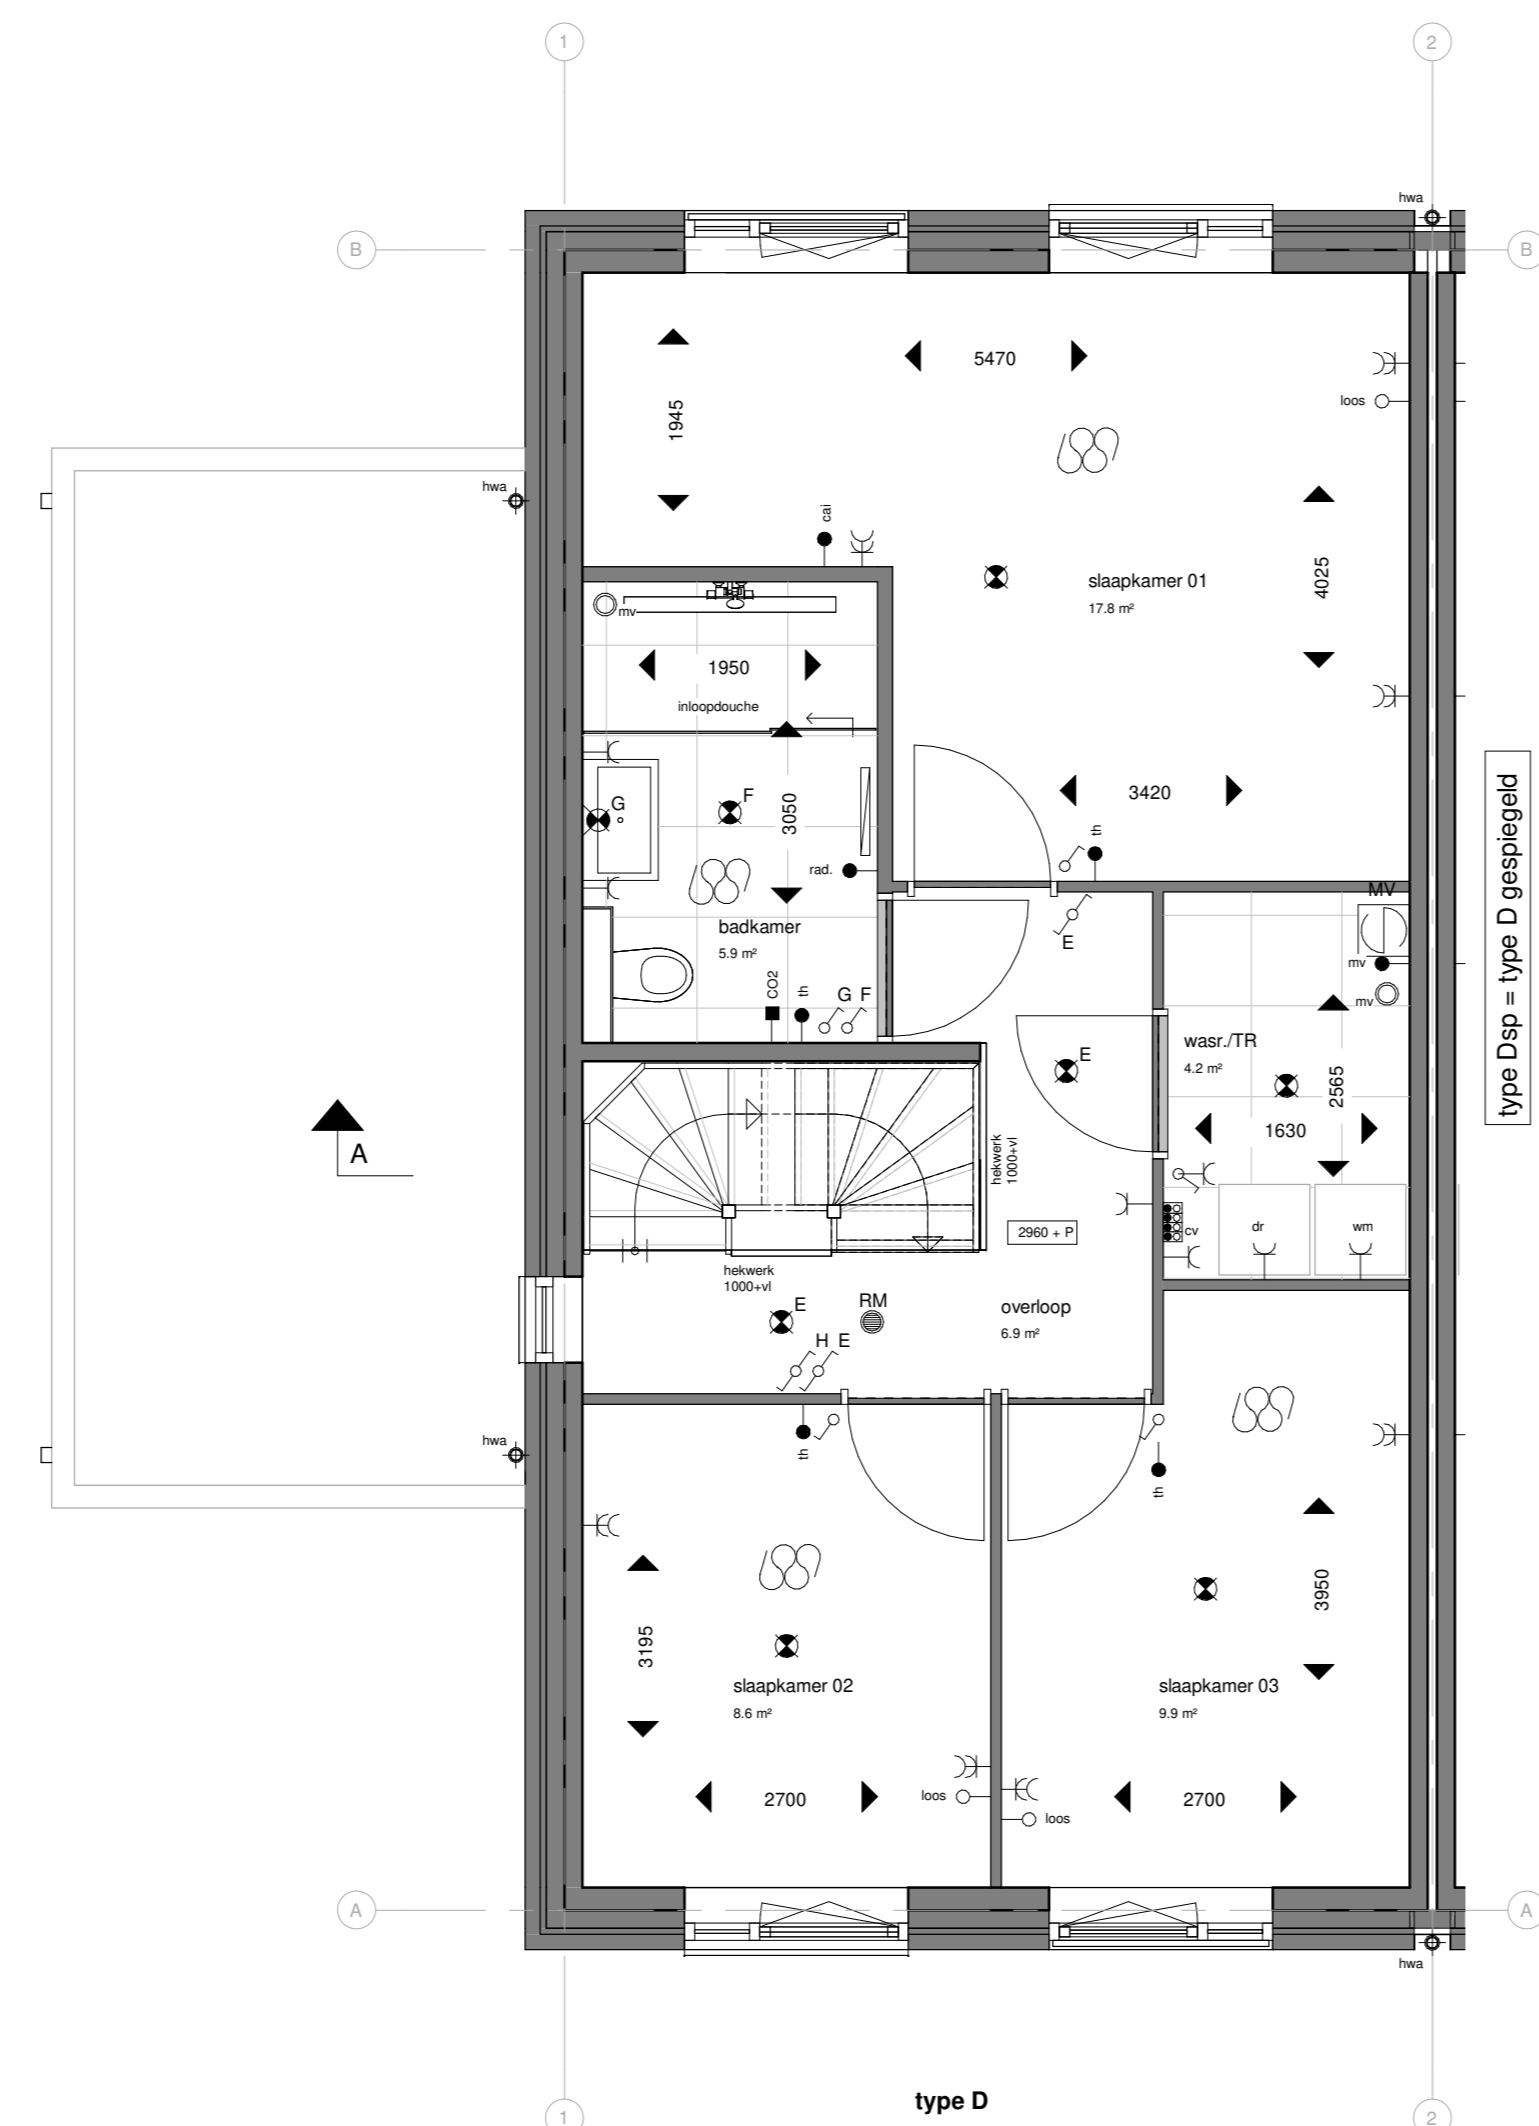 1
2
hwa
B
B
5470
1945
loos
hwa
cai
4025
slaapkamer 01
17.8 m²
mv
1950
inloopdouche
3420
G
F
3050
th
type Dsp = type D gespiegeld
rad.
MV
E
badkamer
5.9 m²
mv
CO2
th
G F
mv
wasr./TR
4.2 m²
E
2565
1630
A
hekwerk
1000+vl
2960 + P
cv
dr
wm
hekwerk
1000+vl
E
RM
overloop
6.9 m²
H E
hwa
th
th
3195
3950
slaapkamer 02
8.6 m²
slaapkamer 03
9.9 m²
2700
loos
2700
loos
A
A
hwa
type D
1
2